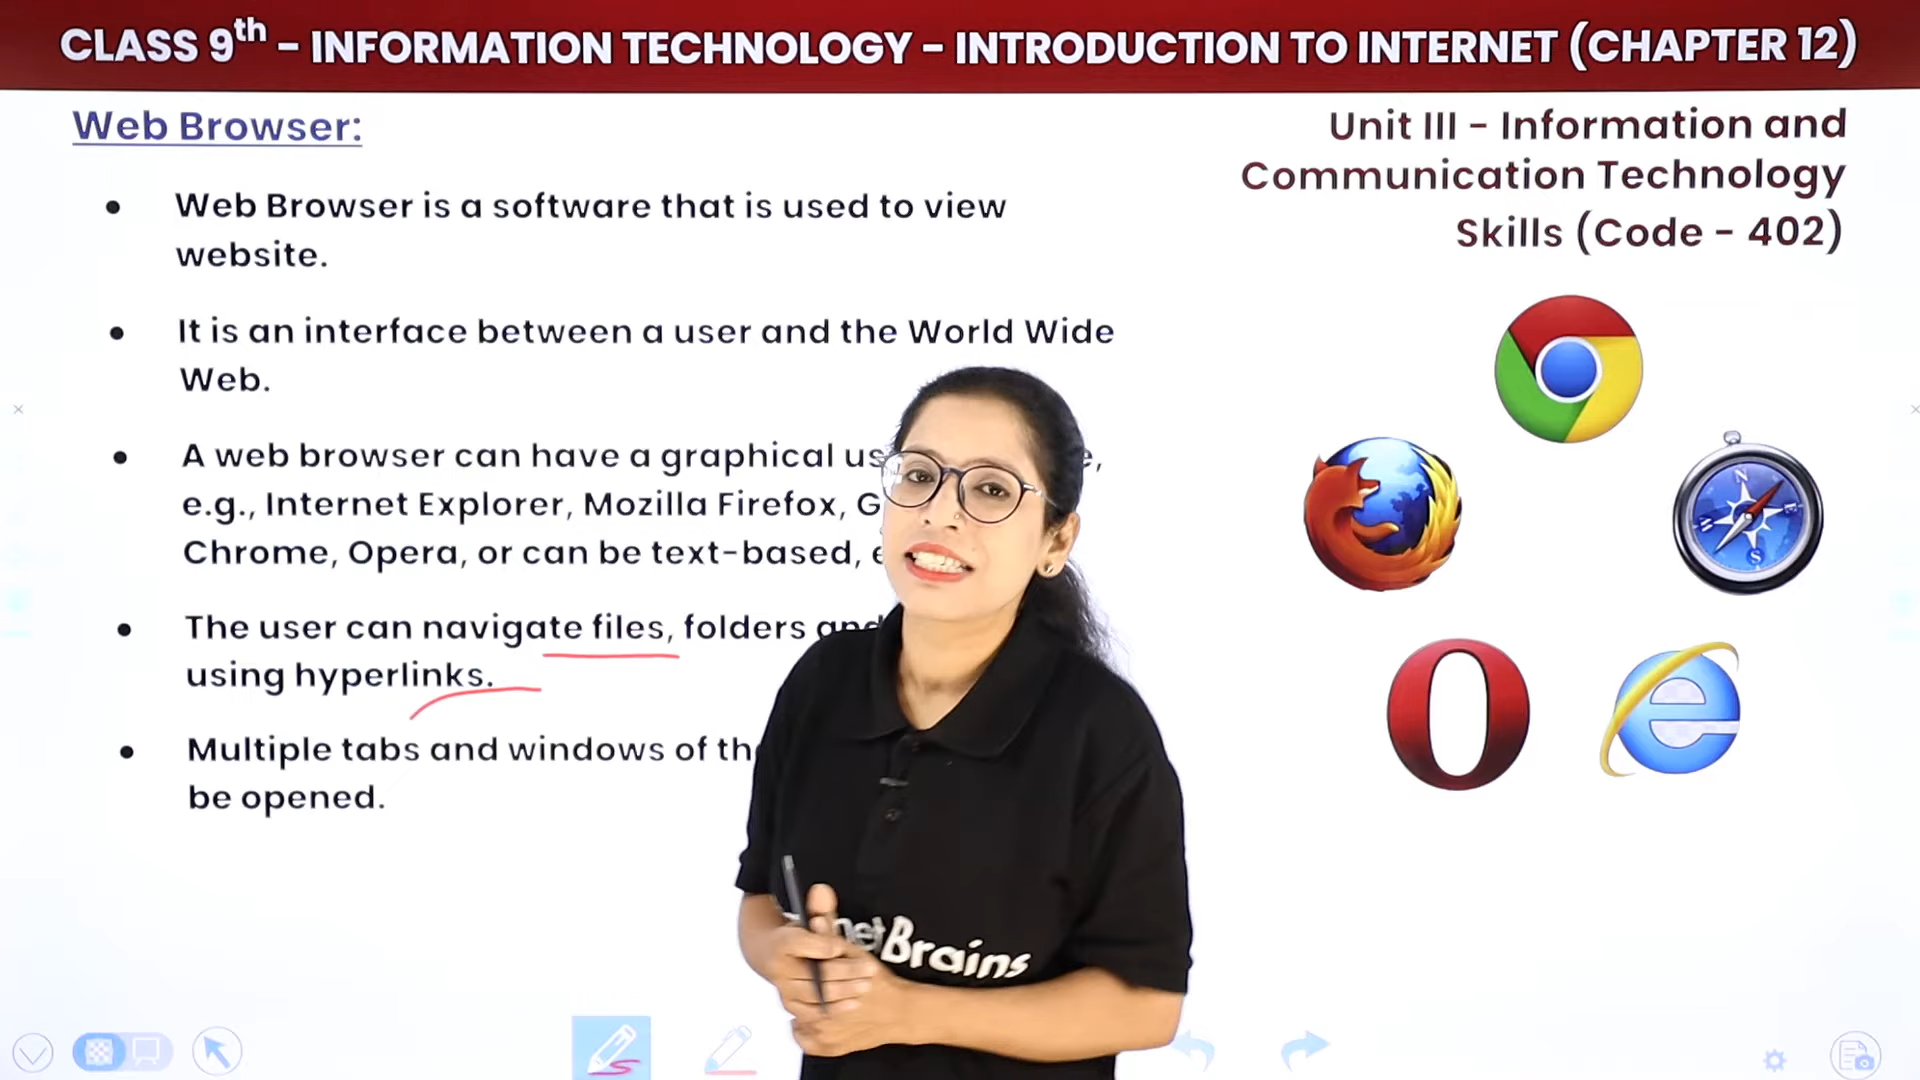 CLASS 9th – INFORMATION TECHNOLOGY – INTRODUCTION TO INTERNET (CHAPTER 12)
Web Browser:
Unit III - Information and
Communication Technology
Skills (Code - 402)
Web Browser is a software that is used to view
website.
It is an interface between a user and the World Wide
Web.
A web browser can have a graphical
e.g., Internet Explorer, Mozilla Firefox,
Chrome, Opera, or can be text-based,
The user can navigate files, folders
using hyperlinks.
Multiple tabs and windows of
be opened.
N
W
E
S
Brains